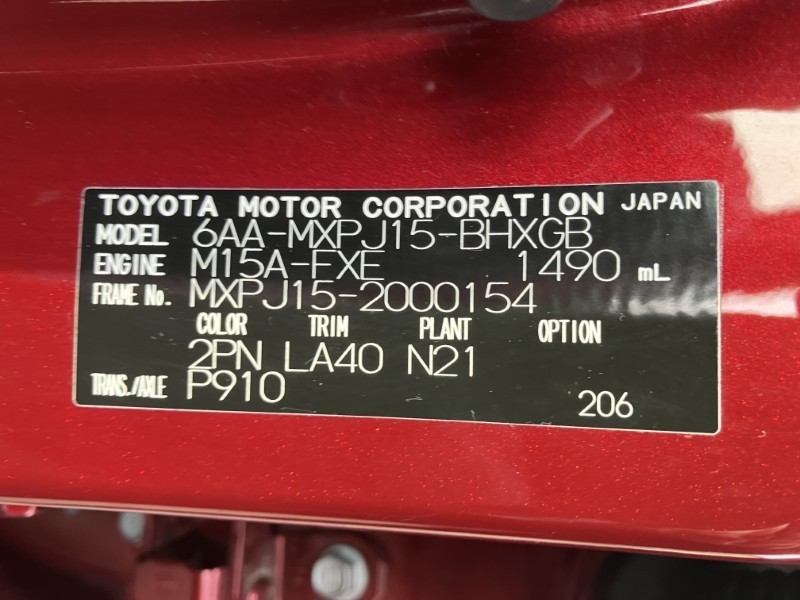 TOYOTA MOTOR CORPORATION JAPAN
MODEL 6AA-MXPJ15-BHXGB
ENGINE M15A-FXE 1490 mL
FRAME No. MXPJ15-2000154
COLOR TRIM PLANT OPTION
2PN LA40 N21
TRANS./AXLE P910
206